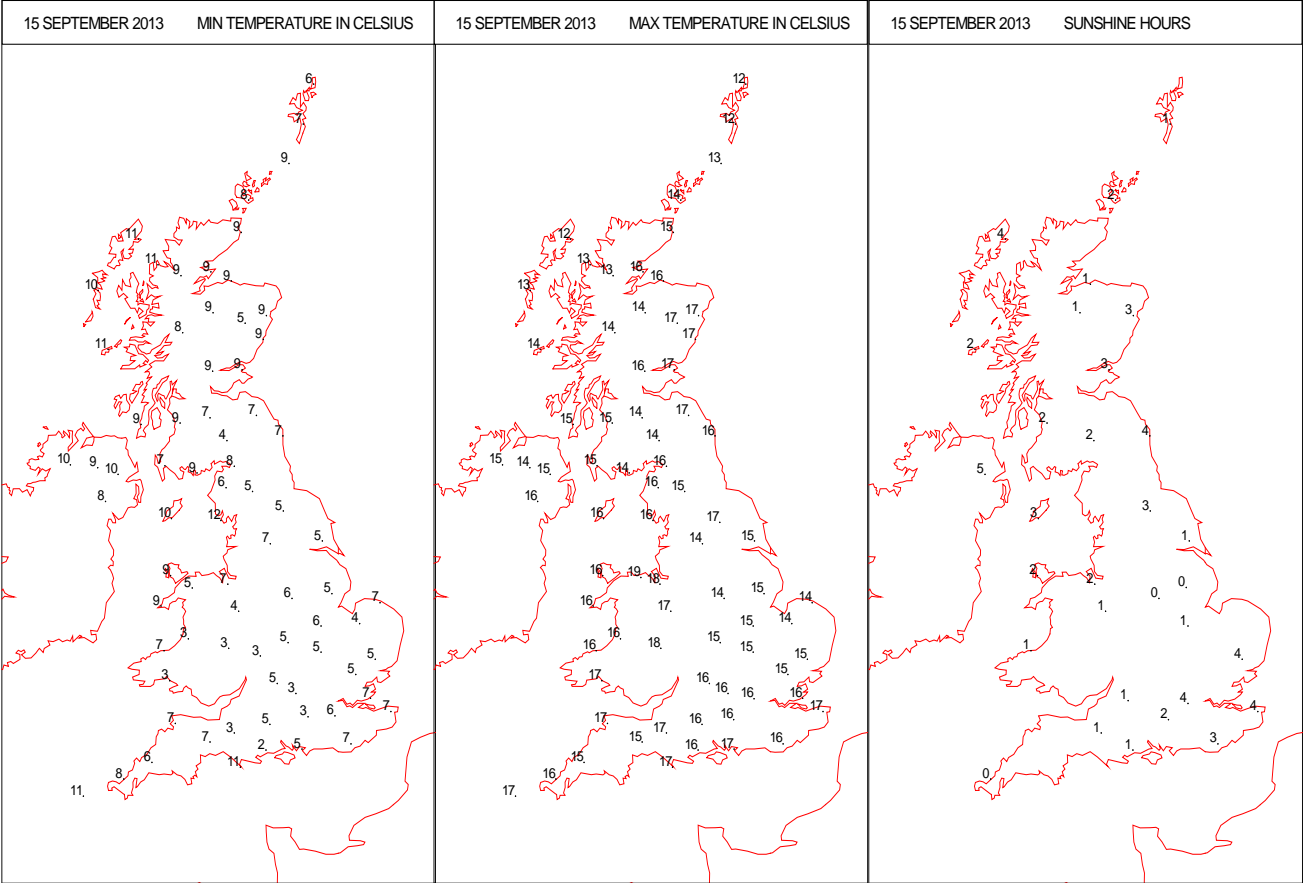 15 SEPTEMBER 2013 MIN TEMPERATURE IN CELSIUS
6
7
9
8
9
11
11 9 9 9
10
9 5 9
8 9
11
9 9
9 9 7 7
4 7
10 9 10 7 9 8
6 5
8
10 12 5
7 5
9 5 7 6 5
9 4 7
6 4
7 3 3 3 5 5
5
3 5 5
3 7
7
7 3 5 3 6
7 2 5 7
6 11
8
11
15 SEPTEMBER 2013 MAX TEMPERATURE IN CELSIUS
12
12
13
14
15
12
13 13 16 16
13
14 17 17
14 17
14
16 17
15 15 14 17
14 16
15 14 15 15 14 16
16 15
16
16 16 17
14 15
16 19 18 14 15
16 17 14
15 14
16 16 18 15 15
15
17 15
16 16 16 16
17
17 17 16 16
15 16 17 16
15 17
16
17
15 SEPTEMBER 2013 SUNSHINE HOURS
1
2
4
1
1 3
2
3
2
2 4
5
3 3
1
2 2 0 0
1
1
1 4
1 4
4
1 2
1 3
0